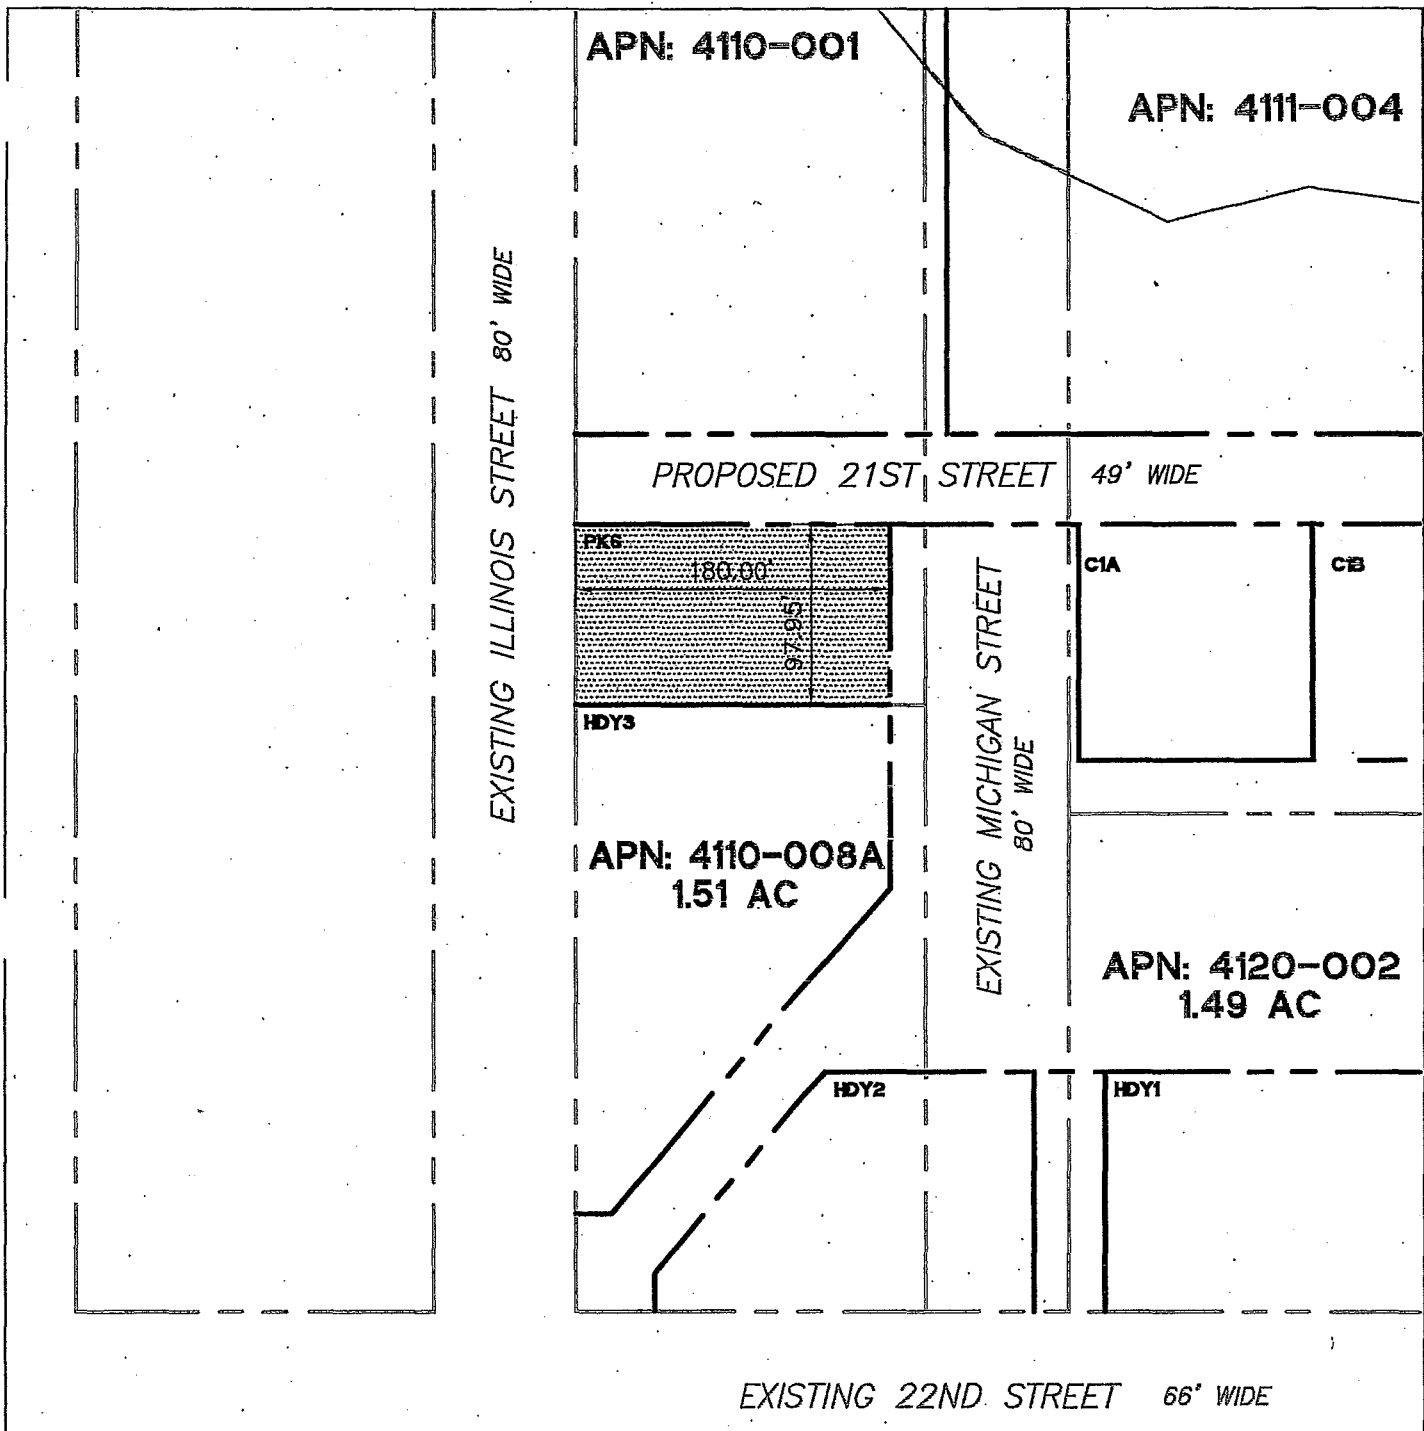 APN: 4110-001
APN: 4111-004
EXISTING ILLINOIS STREET 80' WIDE
PROPOSED 21ST STREET 49' WIDE
PK6
180.00'
97.95'
C1A
C1B
HDY3
EXISTING MICHIGAN STREET
80' WIDE
APN: 4110-008A
1.51 AC
APN: 4120-002
1.49 AC
HDY2
HDY1
EXISTING 22ND STREET 66' WIDE